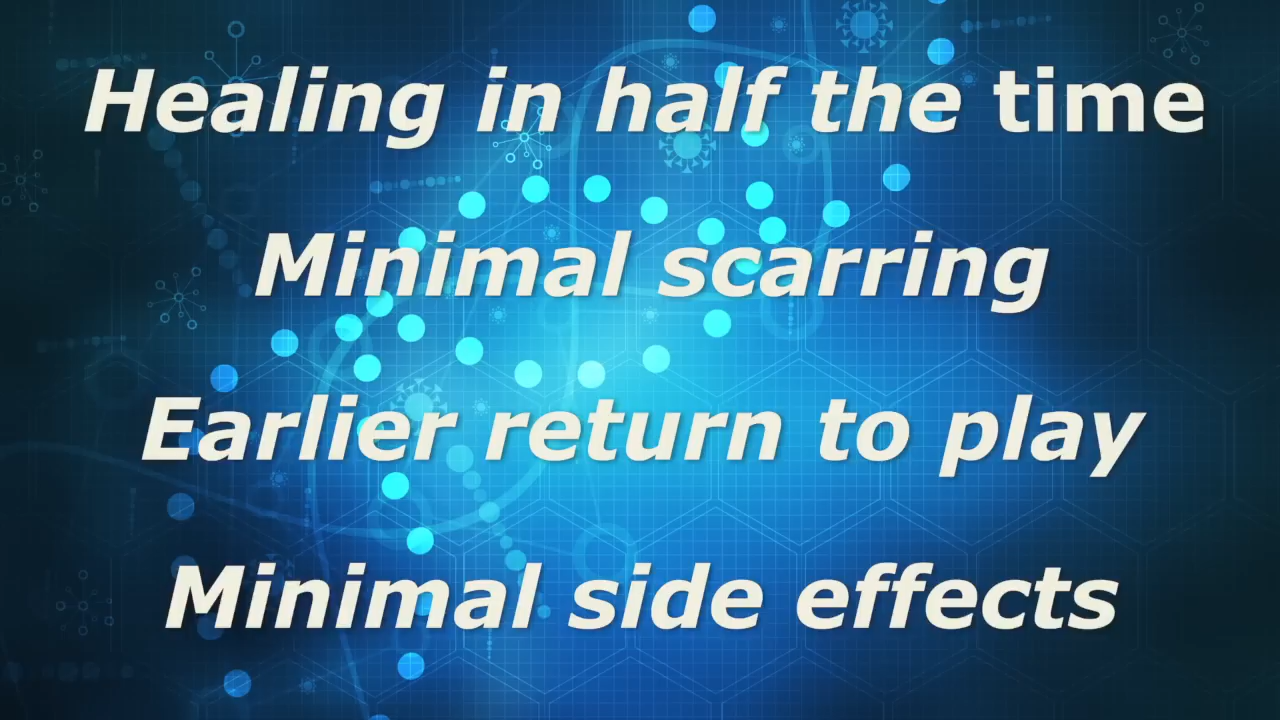 Healing in half the time
Minimal scarring
Earlier return to play
Minimal side effects